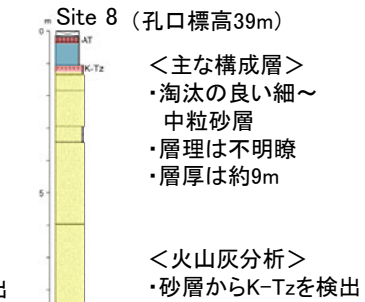 m Site 8 (孔口標高39m)
0
AT
K-Tz
＜主な構成層＞
・淘汰の良い細～
中粒砂層
・層理は不明瞭
・層厚は約9m
5
＜火山灰分析＞
・砂層からK-Tzを検出
出